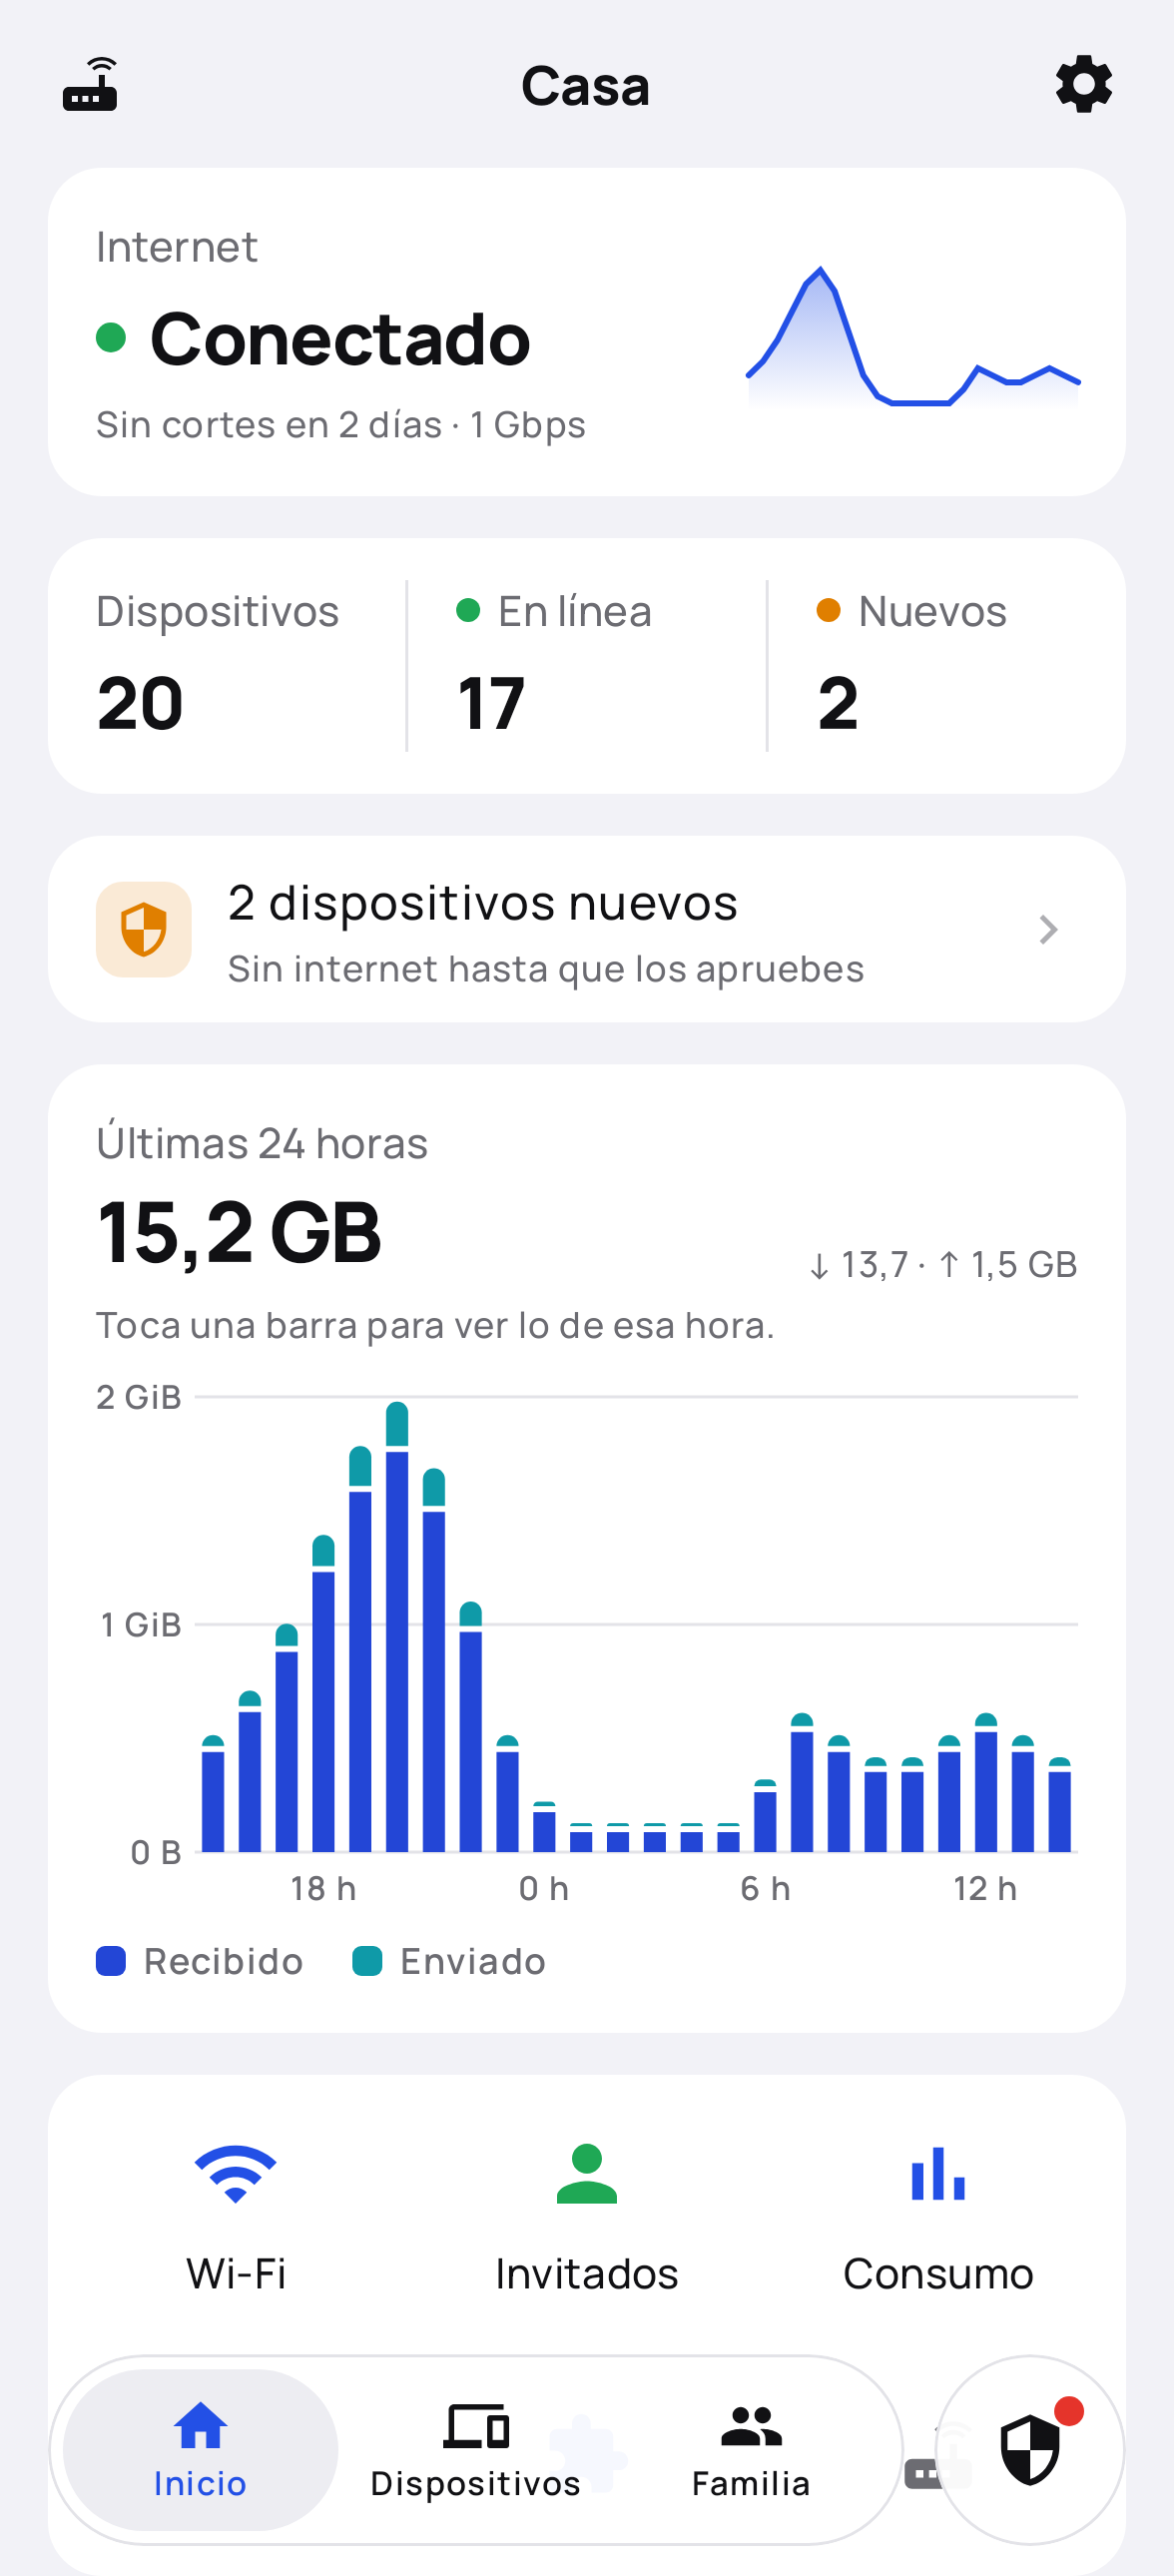 Casa
Internet
Conectado
Sin cortes en 2 días · 1 Gbps
Dispositivos
En línea
Nuevos
20
17
2
2 dispositivos nuevos
Sin internet hasta que los apruebes
Últimas 24 horas
15,2 GB
↓ 13,7 · ↑ 1,5 GB
Toca una barra para ver lo de esa hora.
2 GiB
1 GiB
0 B
18 h
0 h
6 h
12 h
Recibido
Enviado
Wi-Fi
Invitados
Consumo
Inicio
Dispositivos
Familia